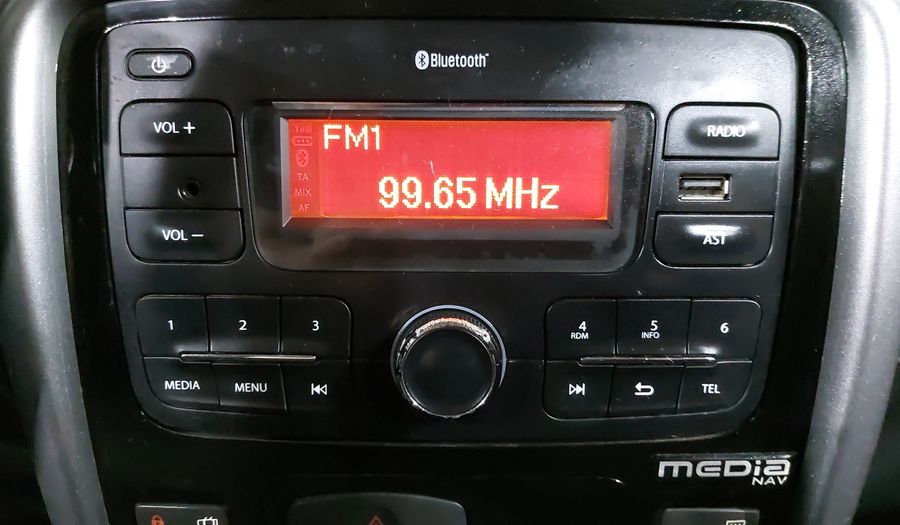 Bluetooth
VOL +
FM1
RADIO
TA
99.65 MHz
MIX
AF
VOL −
AST
1
2
3
4
RDM
5
INFO
6
MEDIA
MENU
TEL
MEDIA
NAV